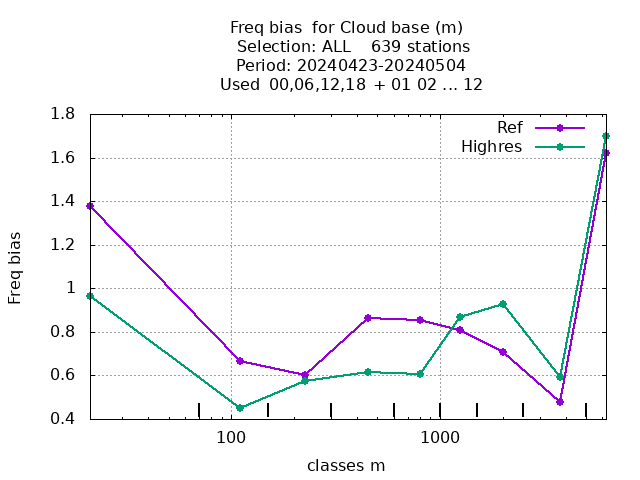 Freq bias  for Cloud base (m)
Selection: ALL    639 stations
Period: 20240423-20240504
Used  00,06,12,18  + 01 02 ... 12
Ref
Highres
1.8
1.6
1.4
1.2
1
0.8
0.6
0.4
Freq bias
100
1000
classes m